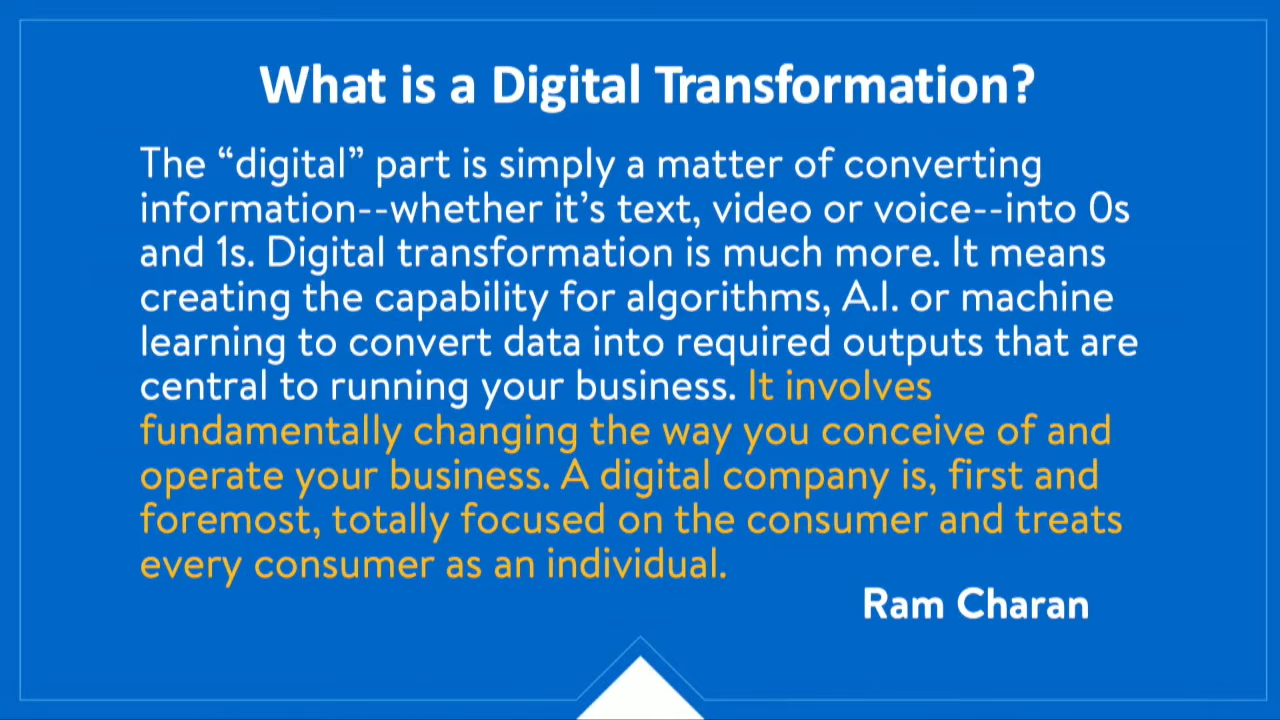 What is a Digital Transformation?
The “digital” part is simply a matter of converting
information--whether it’s text, video or voice--into 0s
and 1s. Digital transformation is much more. It means
creating the capability for algorithms, A.I. or machine
learning to convert data into required outputs that are
central to running your business. It involves
fundamentally changing the way you conceive of and
operate your business. A digital company is, first and
foremost, totally focused on the consumer and treats
every consumer as an individual.
Ram Charan